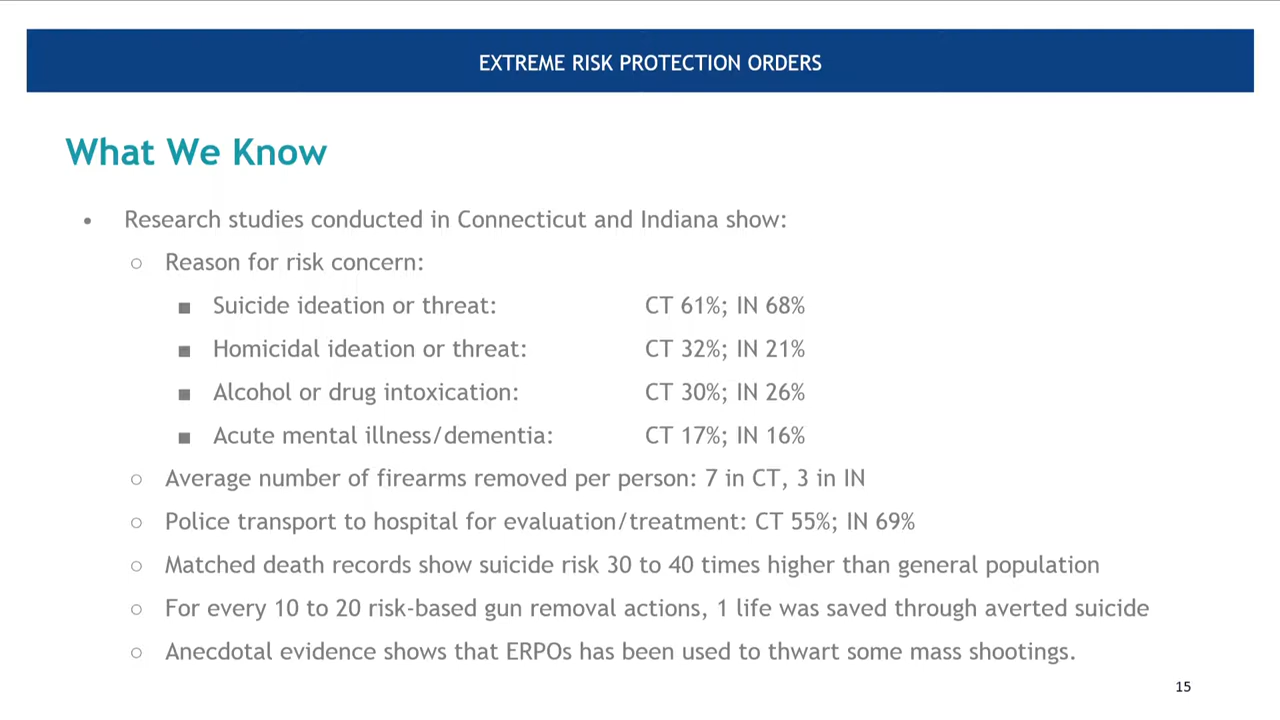 EXTREME RISK PROTECTION ORDERS
What We Know
• Research studies conducted in Connecticut and Indiana show:
○ Reason for risk concern:
■ Suicide ideation or threat: CT 61%; IN 68%
■ Homicidal ideation or threat: CT 32%; IN 21%
■ Alcohol or drug intoxication: CT 30%; IN 26%
■ Acute mental illness/dementia: CT 17%; IN 16%
○ Average number of firearms removed per person: 7 in CT, 3 in IN
○ Police transport to hospital for evaluation/treatment: CT 55%; IN 69%
○ Matched death records show suicide risk 30 to 40 times higher than general population
○ For every 10 to 20 risk-based gun removal actions, 1 life was saved through averted suicide
○ Anecdotal evidence shows that ERPOs has been used to thwart some mass shootings.
15